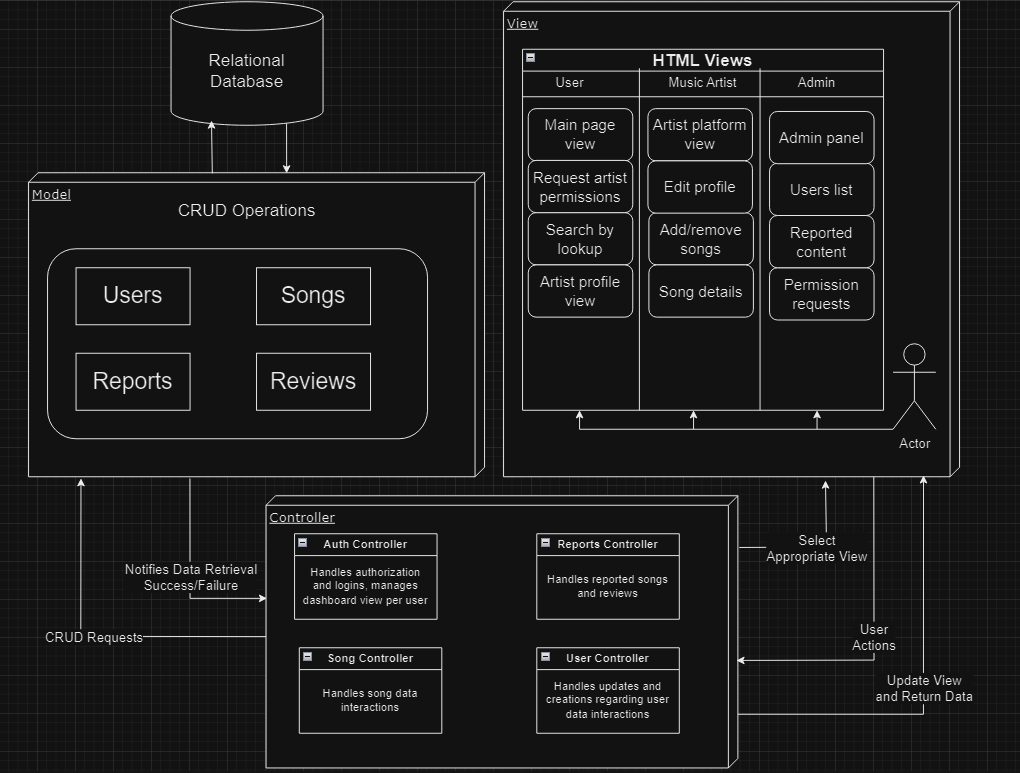 Relational
Database
Model
CRUD Operations
Users
Songs
Reports
Reviews
View
HTML Views
User
Music Artist
Admin
Main page
view
Request artist
permissions
Search by
lookup
Artist profile
view
Artist platform
view
Edit profile
Add/remove
songs
Song details
Admin panel
Users list
Reported
content
Permission
requests
Actor
Controller
Auth Controller
Handles authorization
and logins, manages
dashboard view per user
Reports Controller
Handles reported songs
and reviews
Song Controller
Handles song data
interactions
User Controller
Handles updates and
creations regarding user
data interactions
Notifies Data Retrieval
Success/Failure
CRUD Requests
Select
Appropriate View
User
Actions
Update View
and Return Data